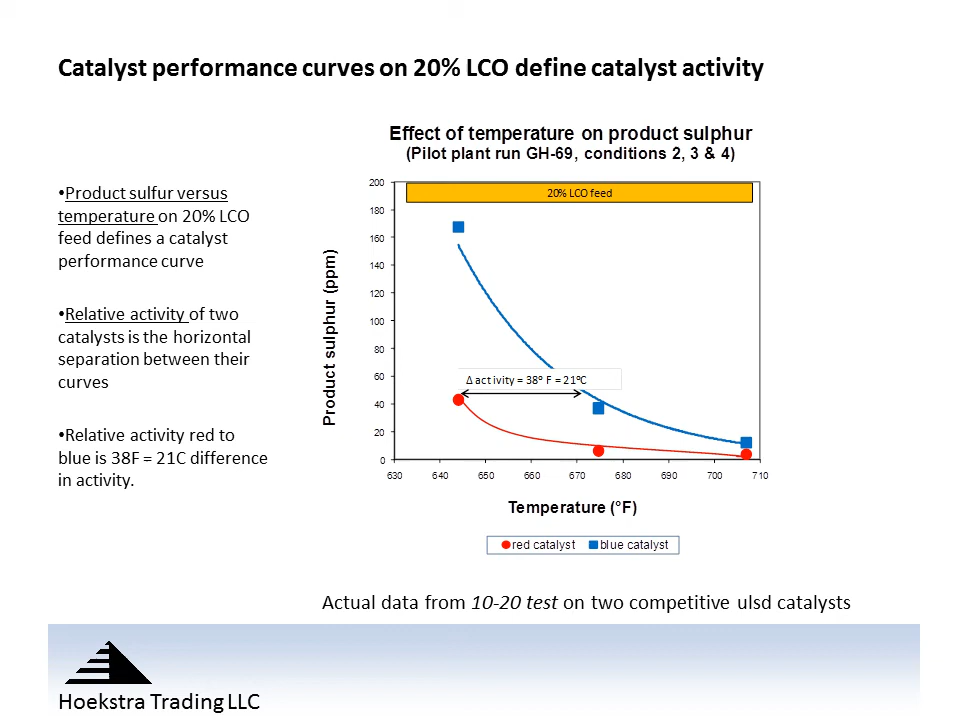 Catalyst performance curves on 20% LCO define catalyst activity
•Product sulfur versus
temperature on 20% LCO
feed defines a catalyst
performance curve
•Relative activity of two
catalysts is the horizontal
separation between their
curves
•Relative activity red to
blue is 38F = 21C difference
in activity.
Effect of temperature on product sulphur
(Pilot plant run GH-69, conditions 2, 3 & 4)
20% LCO feed
Product sulphur (ppm)
200
180
160
140
120
100
80
60
40
20
0
Δ activity = 38° F = 21°C
630 640 650 660 670 680 690 700 710
Temperature (°F)
red catalyst blue catalyst
Actual data from 10-20 test on two competitive ulsd catalysts
Hoekstra Trading LLC